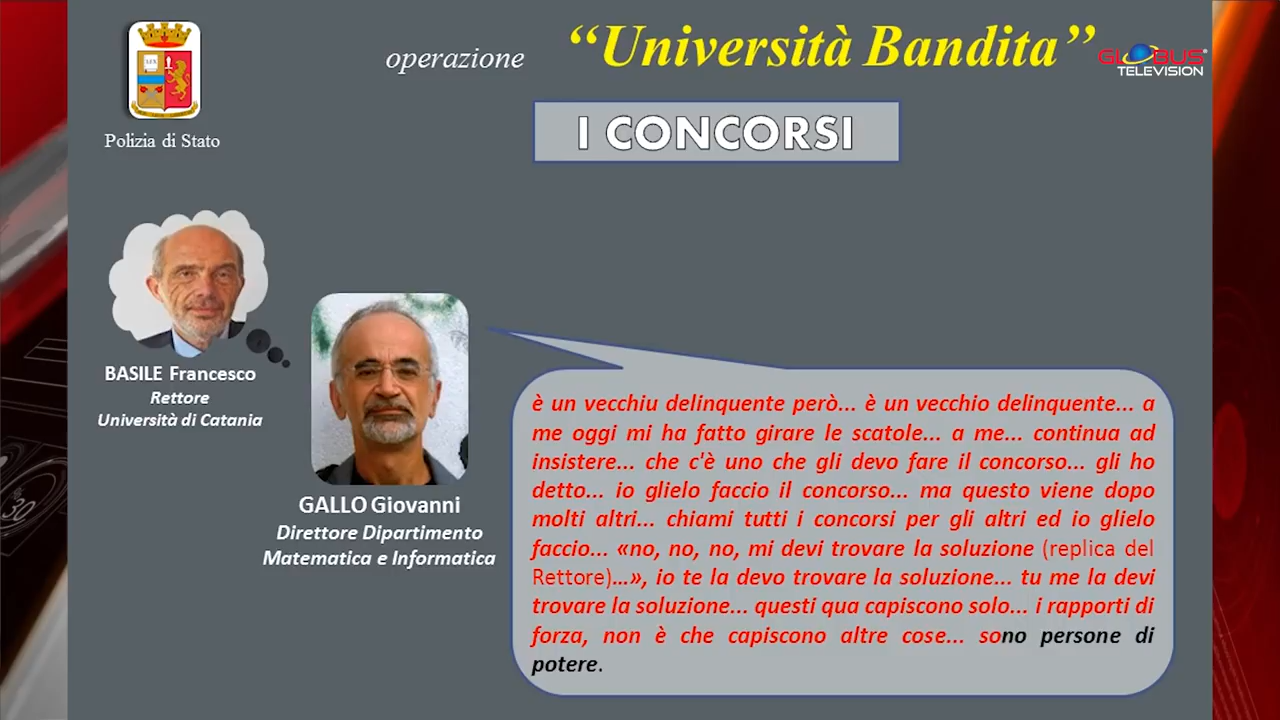 operazione “Università Bandita”
GLOBUS
TELEVISION
Polizia di Stato
I CONCORSI
BASILE Francesco
Rettore
Università di Catania
GALLO Giovanni
Direttore Dipartimento
Matematica e Informatica
è un vecchiu delinquente però... è un vecchio delinquente... a
me oggi mi ha fatto girare le scatole... a me... continua ad
insistere... che c'è uno che gli devo fare il concorso... gli ho
detto... io glielo faccio il concorso... ma questo viene dopo
molti altri... chiami tutti i concorsi per gli altri ed io glielo
faccio... «no, no, no, mi devi trovare la soluzione (replica del
Rettore)...», io te la devo trovare la soluzione... tu me la devi
trovare la soluzione... questi qua capiscono solo... i rapporti di
forza, non è che capiscono altre cose... sono persone di
potere.